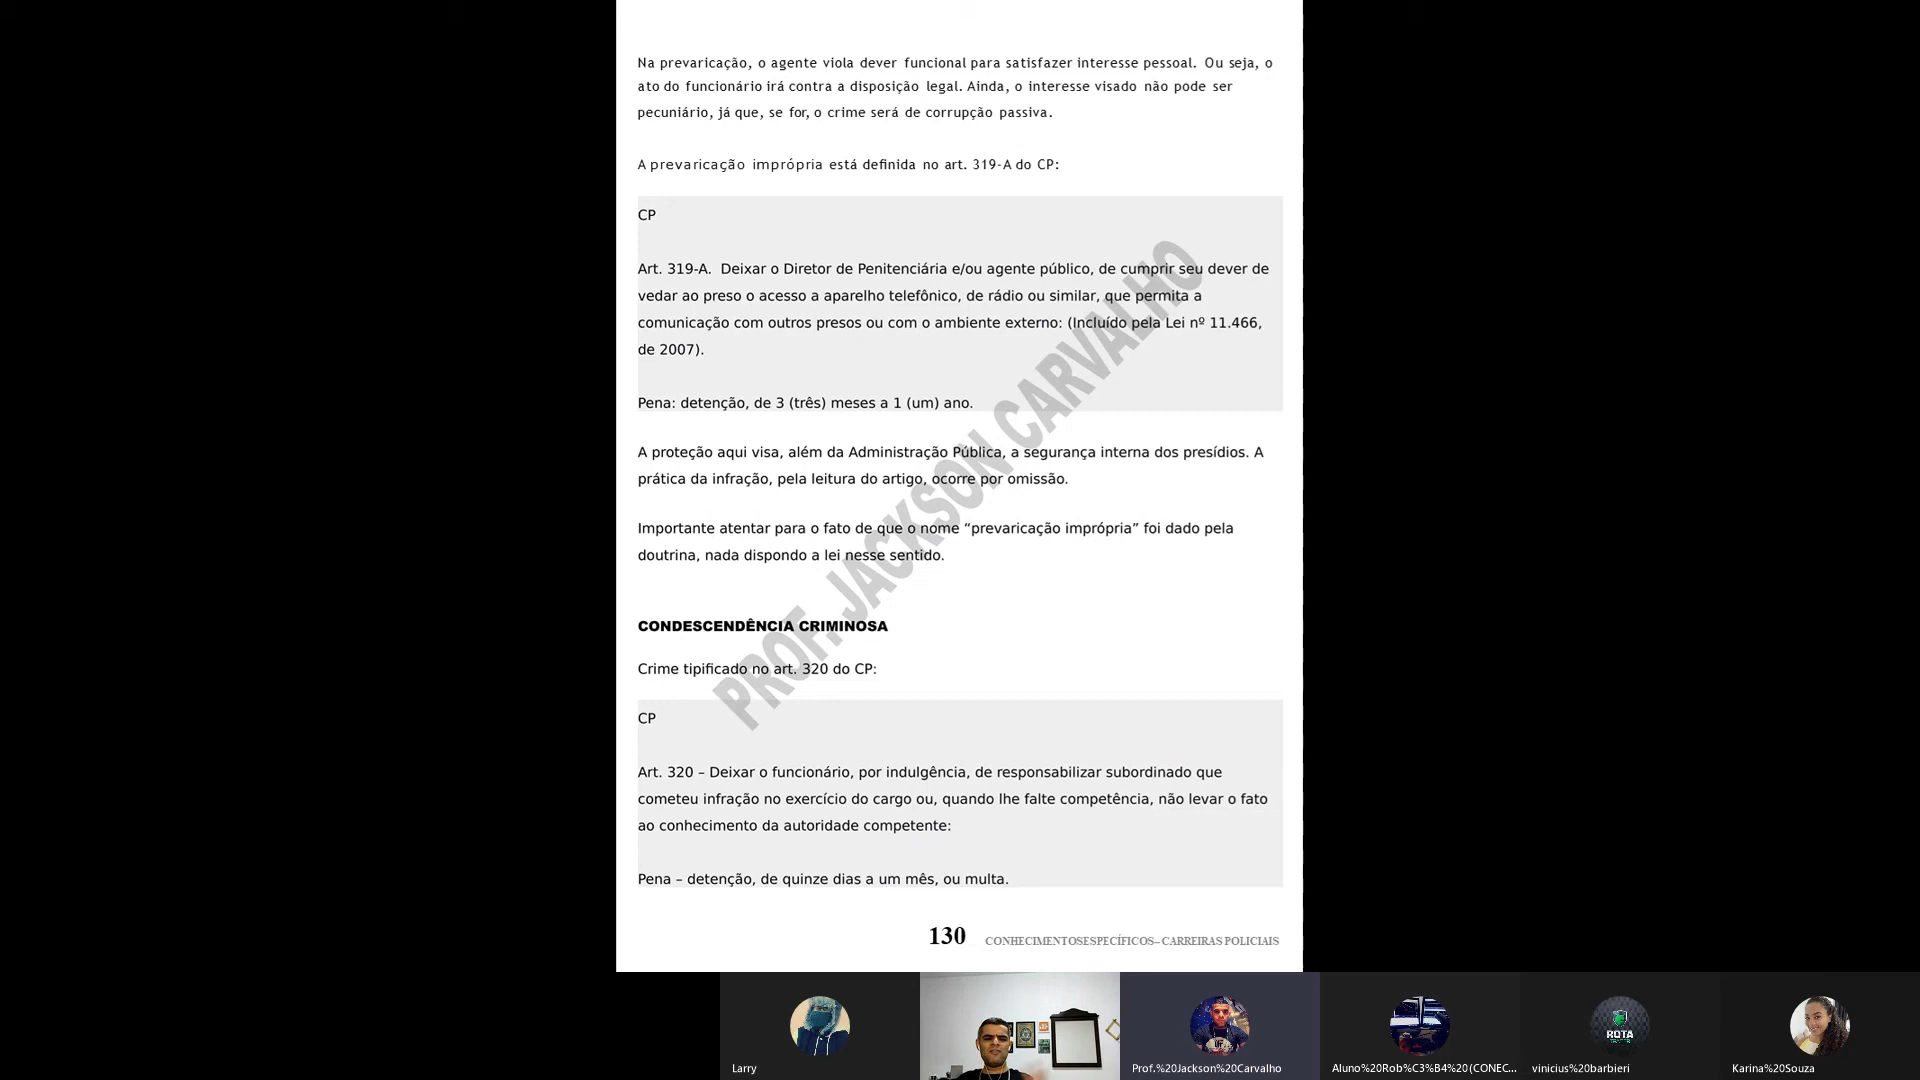 Na prevaricação, o agente viola dever funcional para satisfazer interesse pessoal. Ou seja, o
ato do funcionário irá contra a disposição legal. Ainda, o interesse visado não pode ser
pecuniário, já que, se for, o crime será de corrupção passiva.
A prevaricação imprópria está definida no art. 319-A do CP:
CP
Art. 319-A. Deixar o Diretor de Penitenciária e/ou agente público, de cumprir seu dever de
vedar ao preso o acesso a aparelho telefônico, de rádio ou similar, que permita a
comunicação com outros presos ou com o ambiente externo: (Incluído pela Lei nº 11.466,
de 2007).
Pena: detenção, de 3 (três) meses a 1 (um) ano.
A proteção aqui visa, além da Administração Pública, a segurança interna dos presídios. A
prática da infração, pela leitura do artigo, ocorre por omissão.
Importante atentar para o fato de que o nome “prevaricação imprópria” foi dado pela
doutrina, nada dispondo a lei nesse sentido.
PROF. JACKSON CARVALHO
CONDESCENDÊNCIA CRIMINOSA
Crime tipificado no art. 320 do CP:
CP
Art. 320 – Deixar o funcionário, por indulgência, de responsabilizar subordinado que
cometeu infração no exercício do cargo ou, quando lhe falte competência, não levar o fato
ao conhecimento da autoridade competente:
Pena – detenção, de quinze dias a um mês, ou multa.
130 CONHECIMENTOSESPECÍFICOS– CARREIRAS POLICIAIS
ROTA
Larry
Prof.%20Jackson%20Carvalho
Aluno%20Rob%C3%B4%20(CONEC...
vinicius%20barbieri
Karina%20Souza